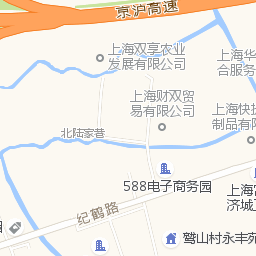 京沪高速
上海双享农业
发展有限公司
上海华
合服务
上海财双贸
易有限公司
上海快
制品有
北陆家巷
588电子商务园
上海
济城
纪鹤路
鹫山村永丰苑